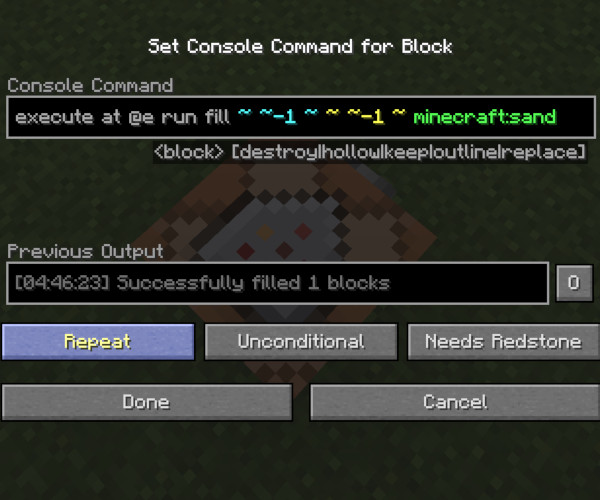 Set Console Command for Block
Console Command
execute at @e run fill ~ ~-1 ~ ~ ~-1 ~ minecraft:sand
<block> [destroy|hollow|keep|outline|replace]
Previous Output
[04:46:23] Successfully filled 1 blocks
O
Repeat
Unconditional
Needs Redstone
Done
Cancel